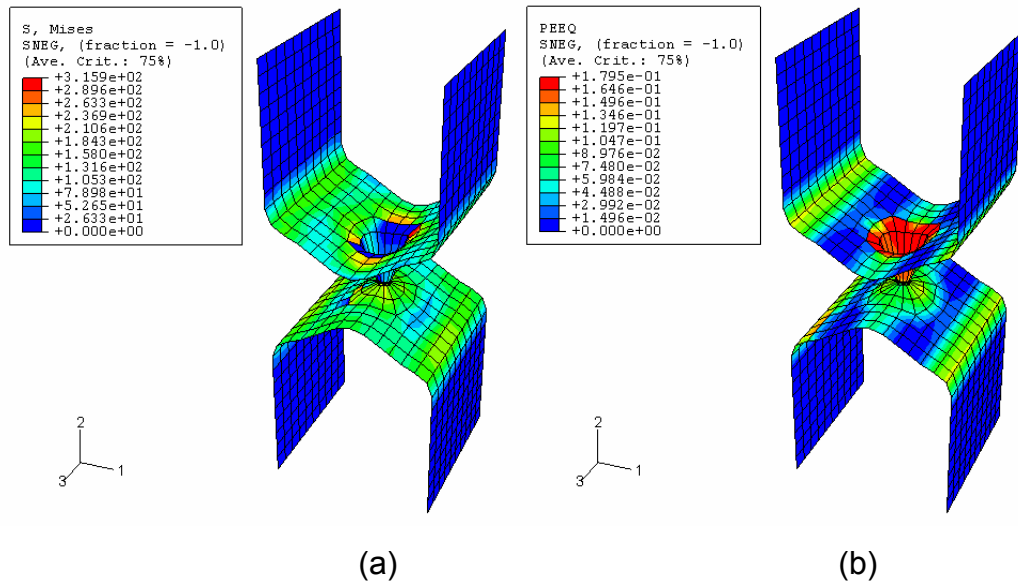 S, Mises
SNEG, (fraction = -1.0)
(Ave. Crit.: 75%)
+3.159e+02
+2.896e+02
+2.633e+02
+2.369e+02
+2.106e+02
+1.843e+02
+1.580e+02
+1.316e+02
+1.053e+02
+7.898e+01
+5.265e+01
+2.633e+01
+0.000e+00
2
3
1
(a)
PEEQ
SNEG, (fraction = -1.0)
(Ave. Crit.: 75%)
+1.795e-01
+1.646e-01
+1.496e-01
+1.346e-01
+1.197e-01
+1.047e-01
+8.976e-02
+7.480e-02
+5.984e-02
+4.488e-02
+2.992e-02
+1.496e-02
+0.000e+00
2
3
1
(b)